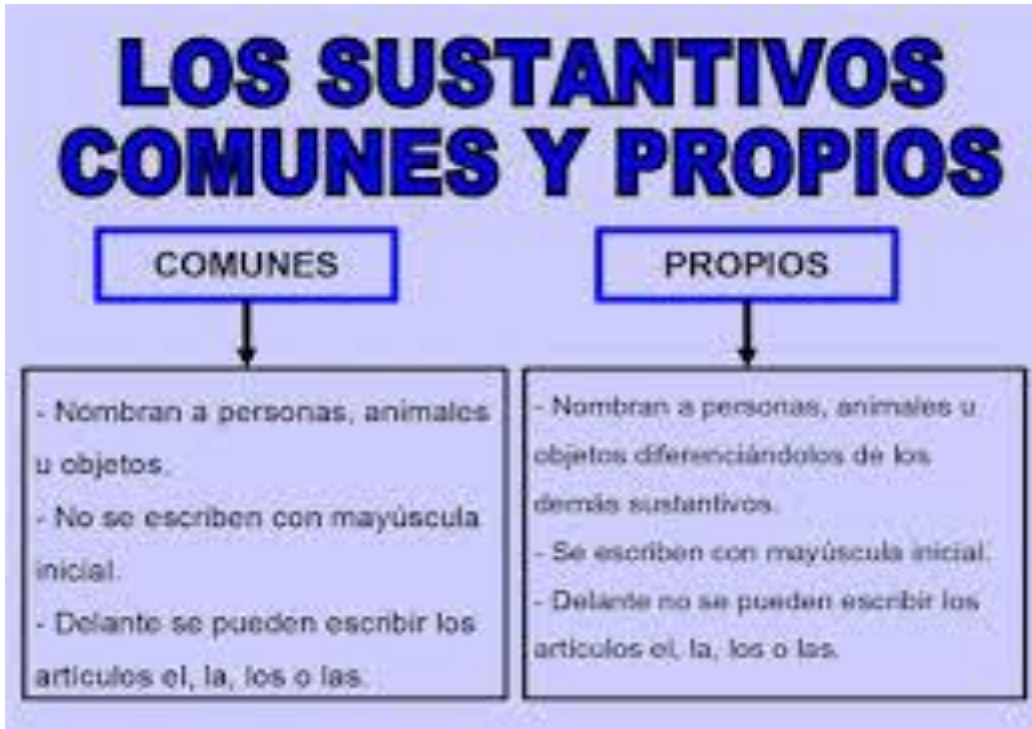 LOS SUSTANTIVOS
COMUNES Y PROPIOS
COMUNES
- Nombran a personas, animales
u objetos.
- No se escriben con mayúscula
inicial.
- Delante se pueden escribir los
artículos el, la, los o las.
PROPIOS
- Nombran a personas, animales u
objetos diferenciándolos de los
demás sustantivos.
- Se escriben con mayúscula inicial.
- Delante no se pueden escribir los
artículos el, la, los o las.